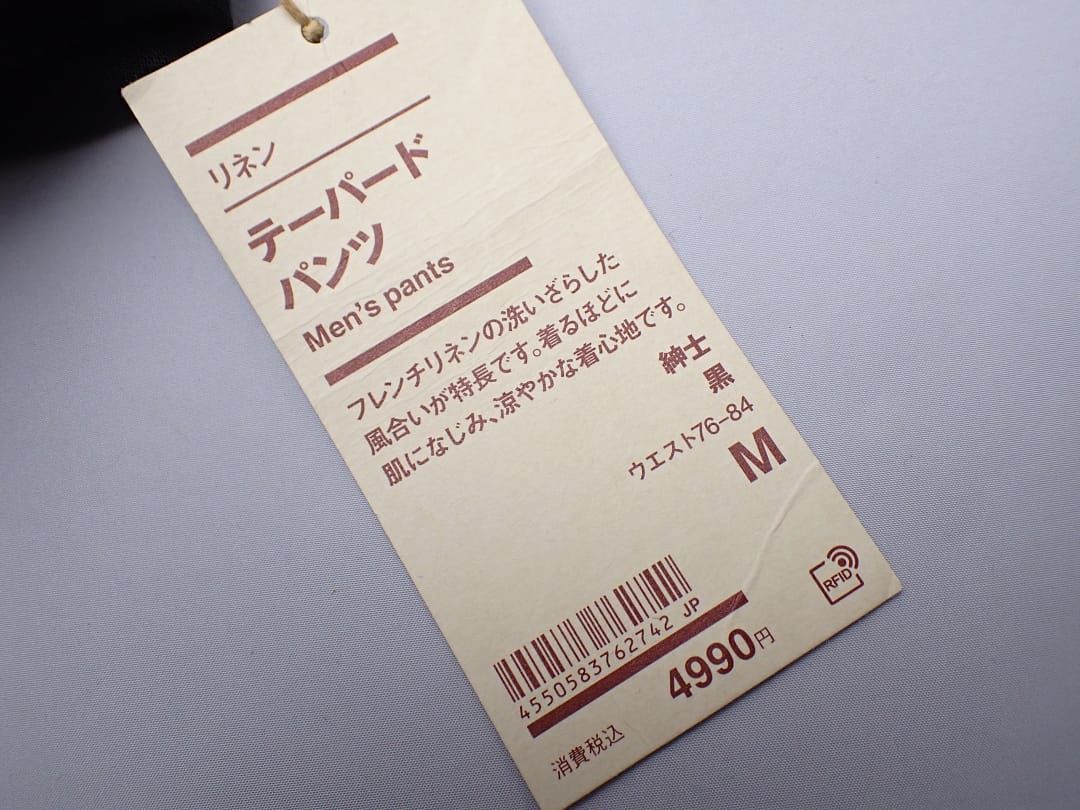 リネン
テーパード
パンツ
Men's pants
フレンチリネンの洗いざらした
風合いが特長です。着るほどに
肌になじみ、涼やかな着心地です。
紳士
黒
ウエスト76-84
M
RFID
4550583762742 JP
4990円
消費税込